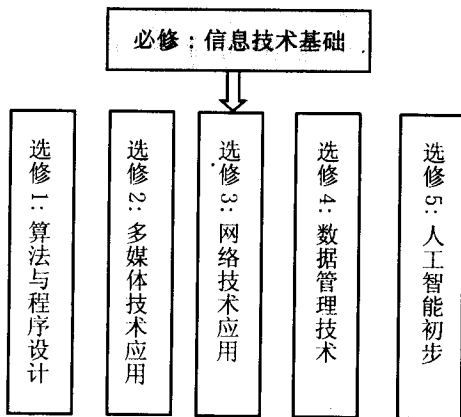 必修：信息技术基础
选修1：算法与程序设计
选修2：多媒体技术应用
选修3：网络技术应用
选修4：数据管理技术
选修5：人工智能初步